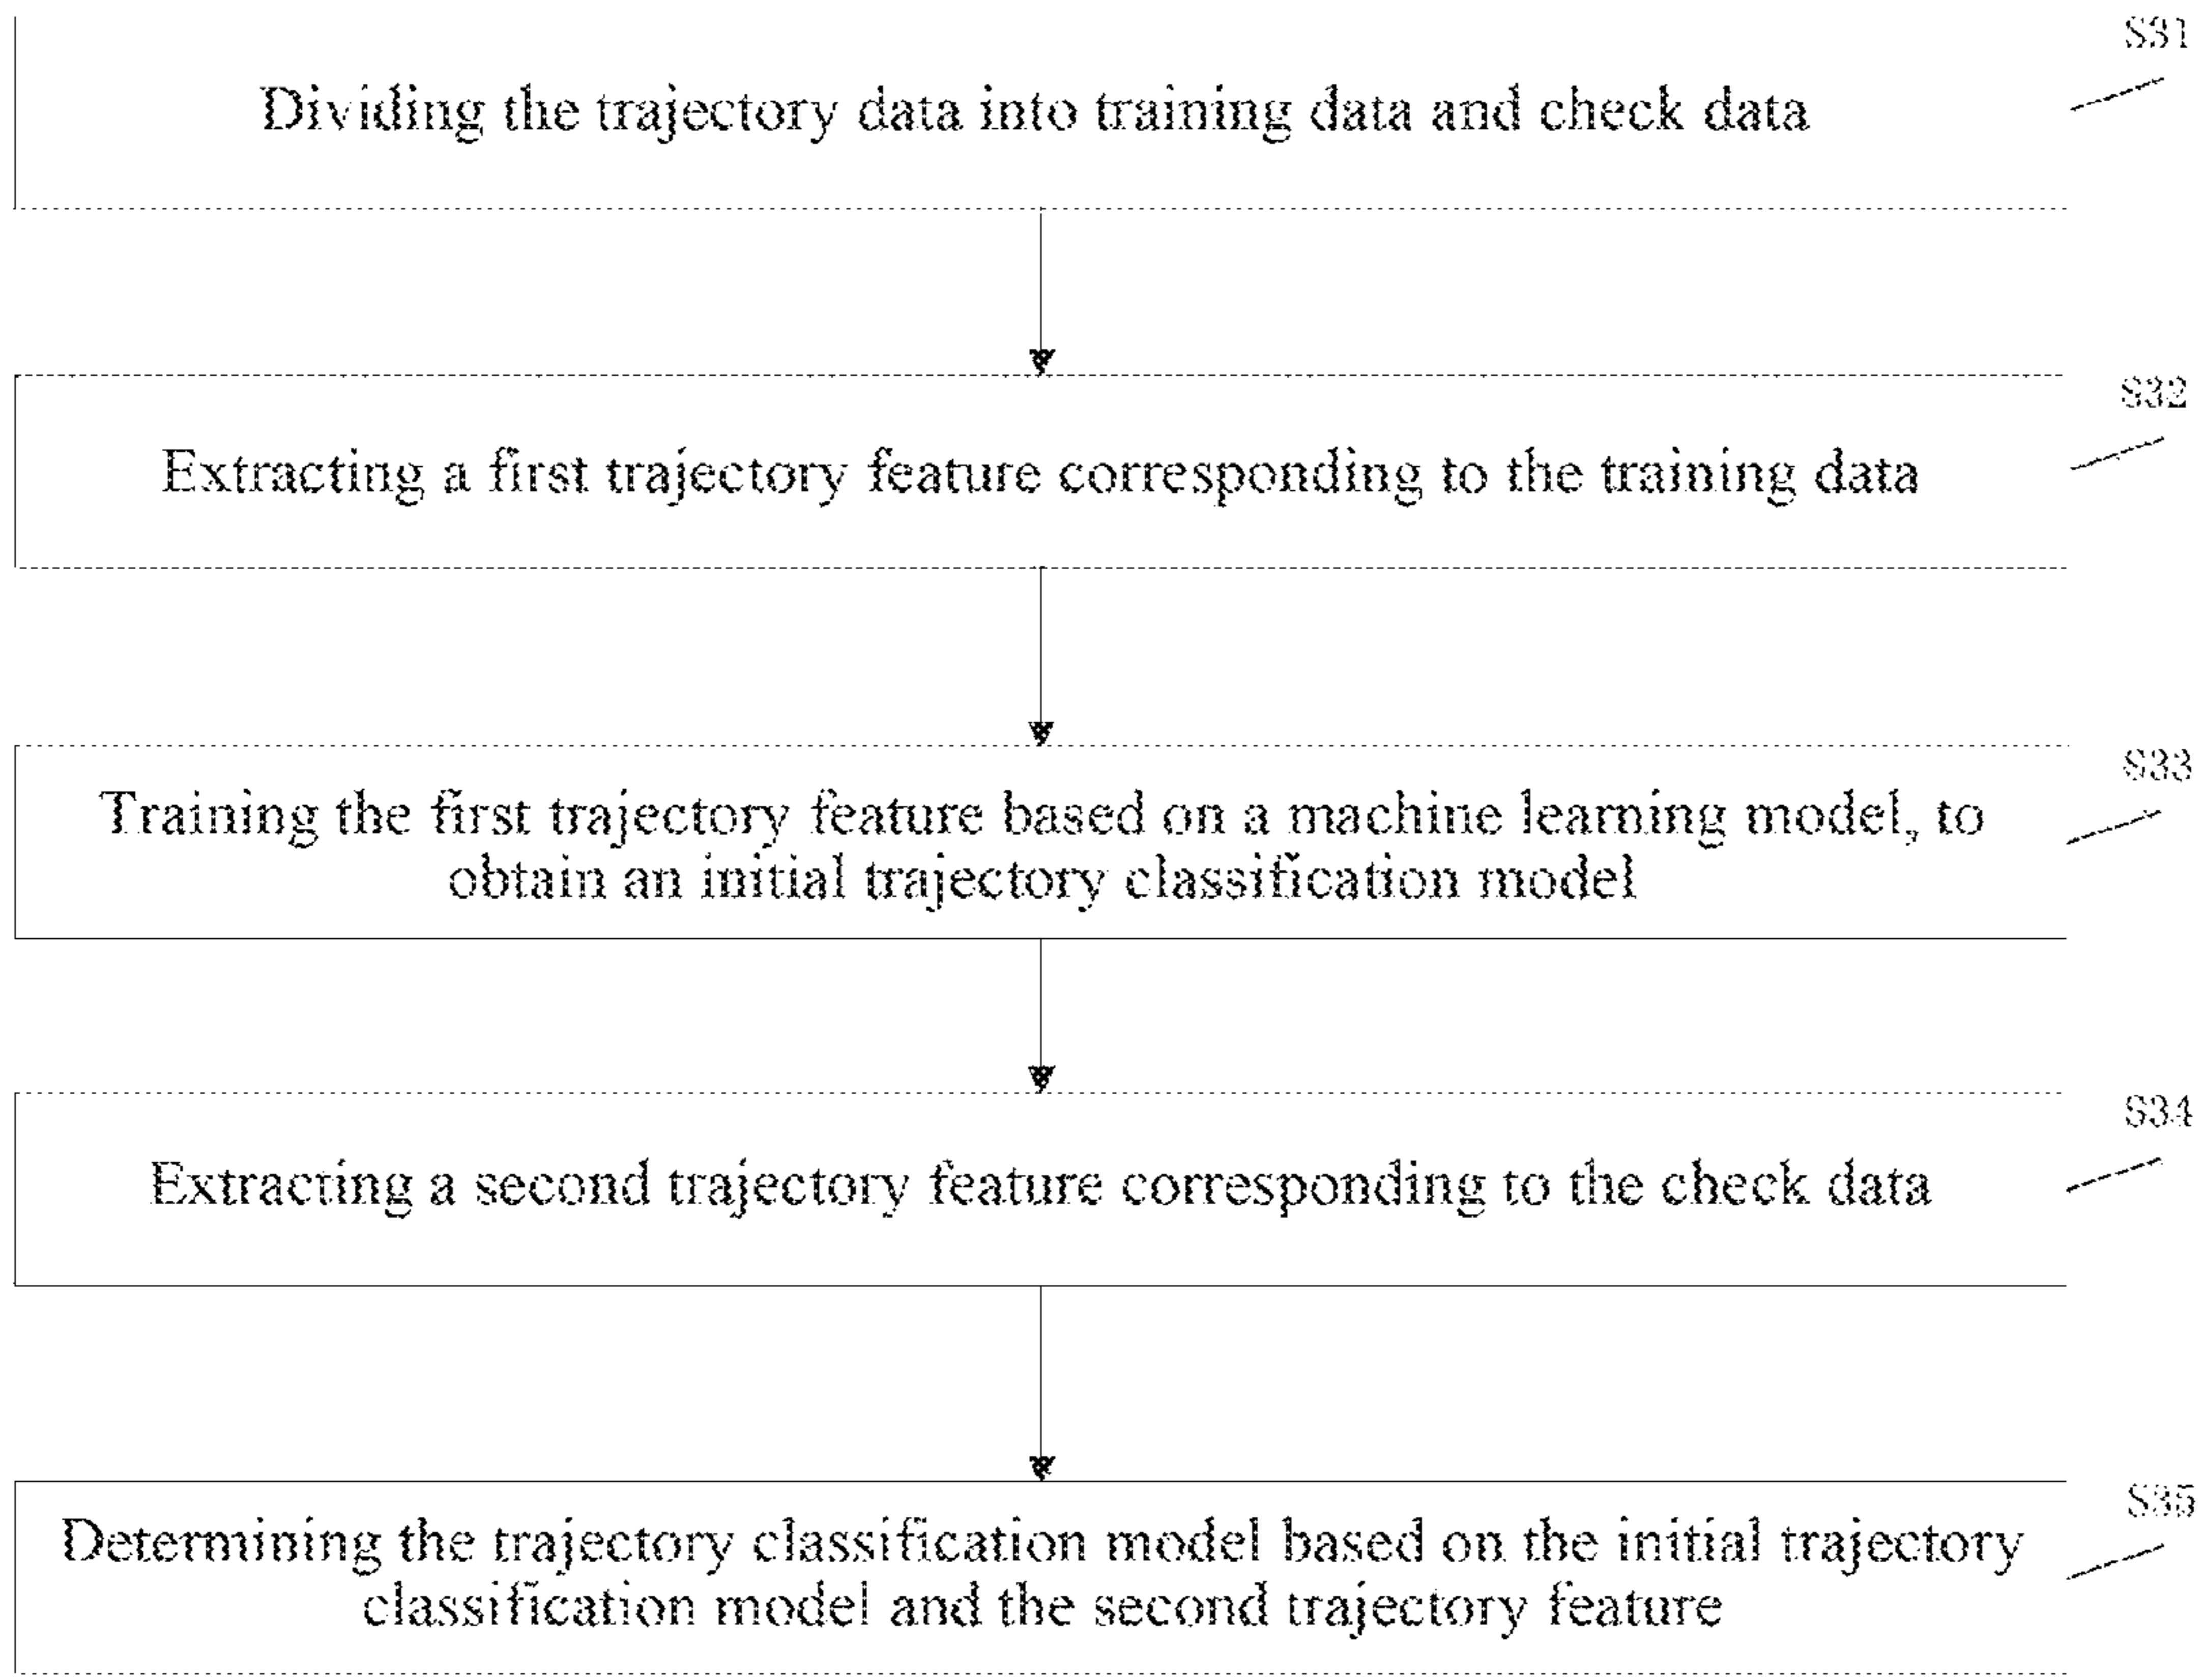 S31
Dividing the trajectory data into training data and check data
S32
Extracting a first trajectory feature corresponding to the training data
S33
Training the first trajectory feature based on a machine learning model, to
obtain an initial trajectory classification model
S34
Extracting a second trajectory feature corresponding to the check data
S35
Determining the trajectory classification model based on the initial trajectory
classification model and the second trajectory feature